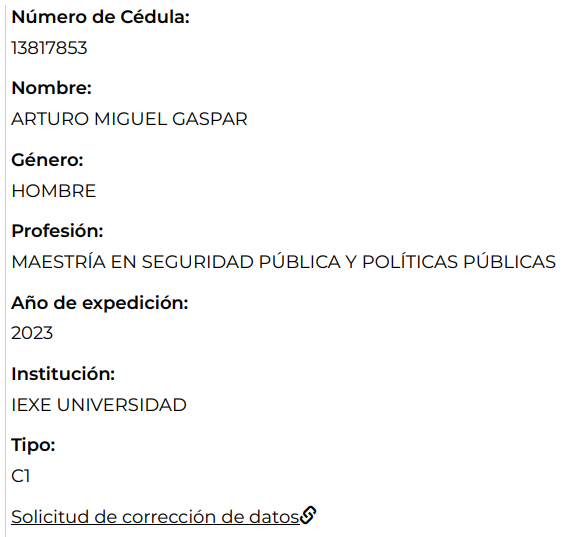 Número de Cédula:
13817853
Nombre:
ARTURO MIGUEL GASPAR
Género:
HOMBRE
Profesión:
MAESTRÍA EN SEGURIDAD PÚBLICA Y POLÍTICAS PÚBLICAS
Año de expedición:
2023
Institución:
IEXE UNIVERSIDAD
Tipo:
C1
Solicitud de corrección de datos